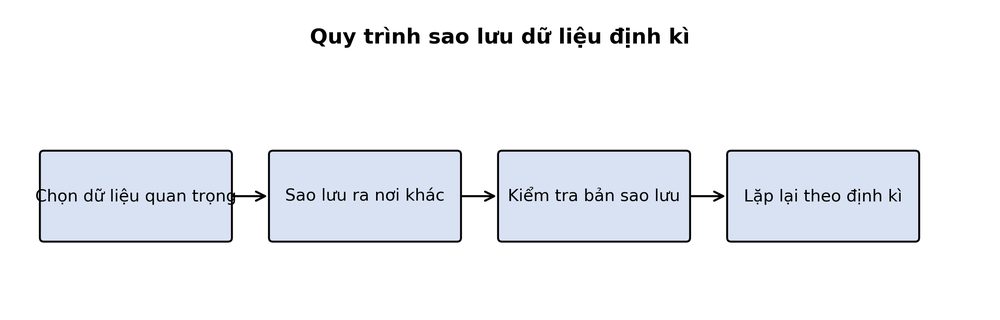 Quy trình sao lưu dữ liệu định kì
Chọn dữ liệu quan trọng
Sao lưu ra nơi khác
Kiểm tra bản sao lưu
Lặp lại theo định kì